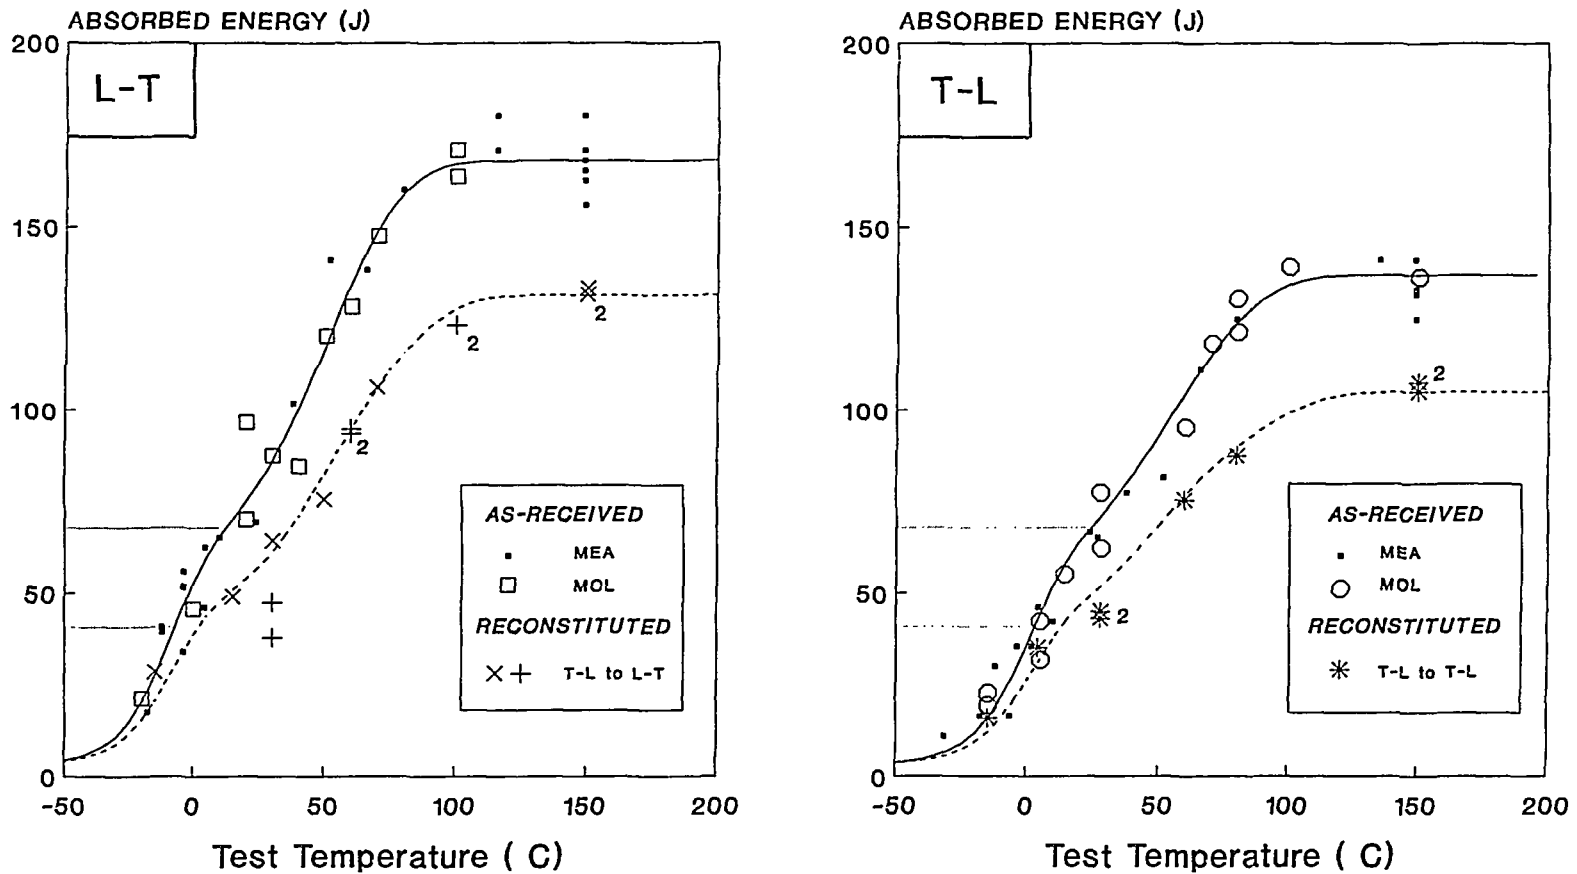 ABSORBED ENERGY (J)
200
150
100
50
0
L-T
2
2
2
AS-RECEIVED
MEA
MOL
RECONSTITUTED
T-L to L-T
-50 0 50 100 150 200
Test Temperature ( C)
ABSORBED ENERGY (J)
200
150
100
50
0
T-L
2
2
AS-RECEIVED
MEA
MOL
RECONSTITUTED
T-L to T-L
-50 0 50 100 150 200
Test Temperature ( C)